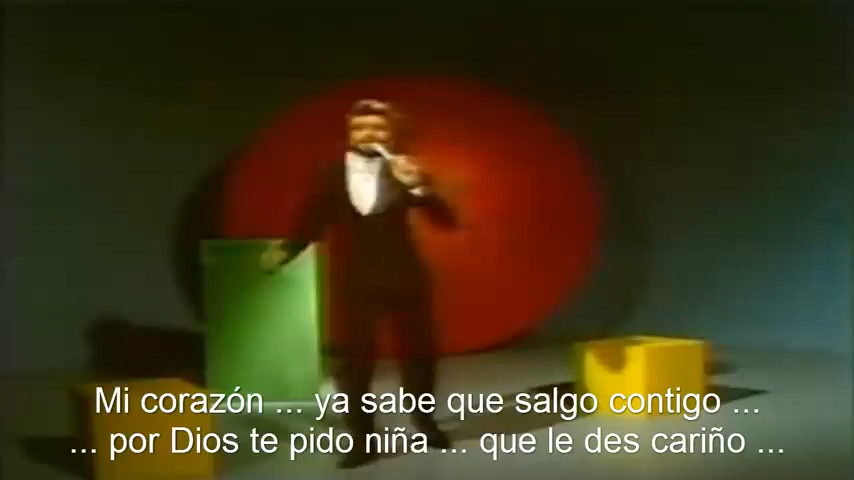 Mi corazón ... ya sabe que salgo contigo ...
... por Dios te pido niña ... que le des cariño ...